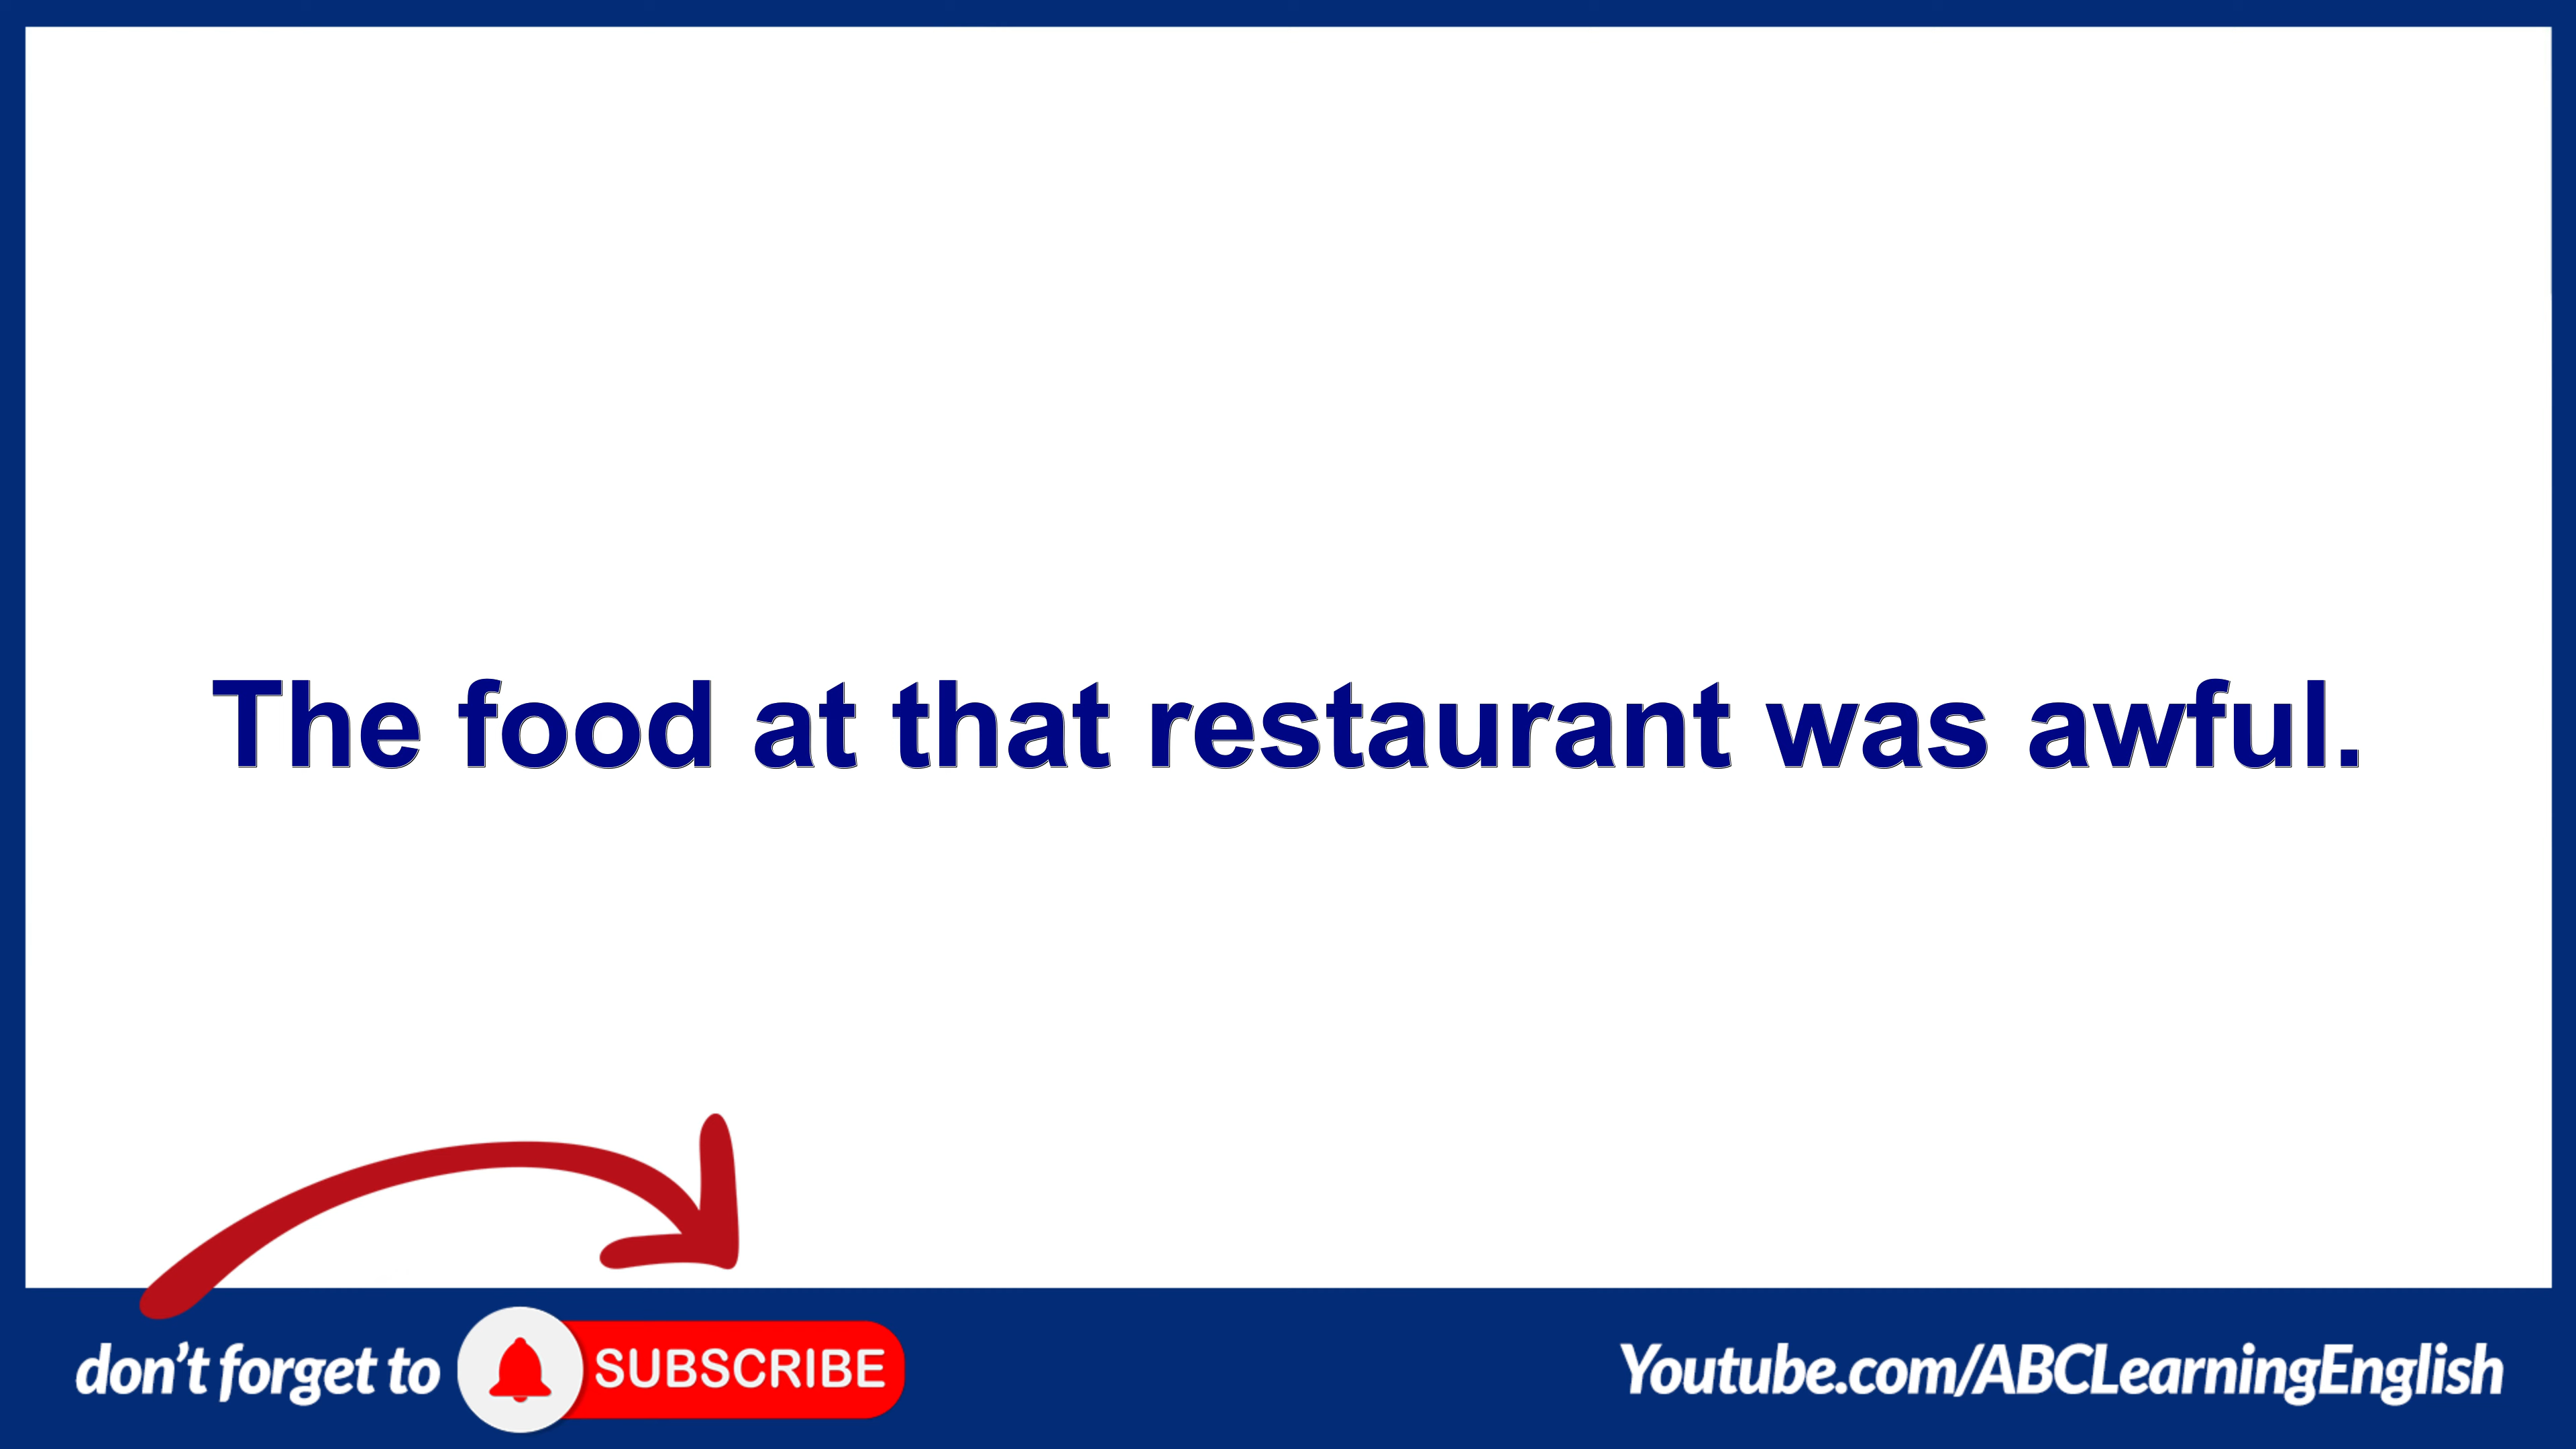 The food at that restaurant was awful.
don't forget to SUBSCRIBE
Youtube.com/ABCLearningEnglish